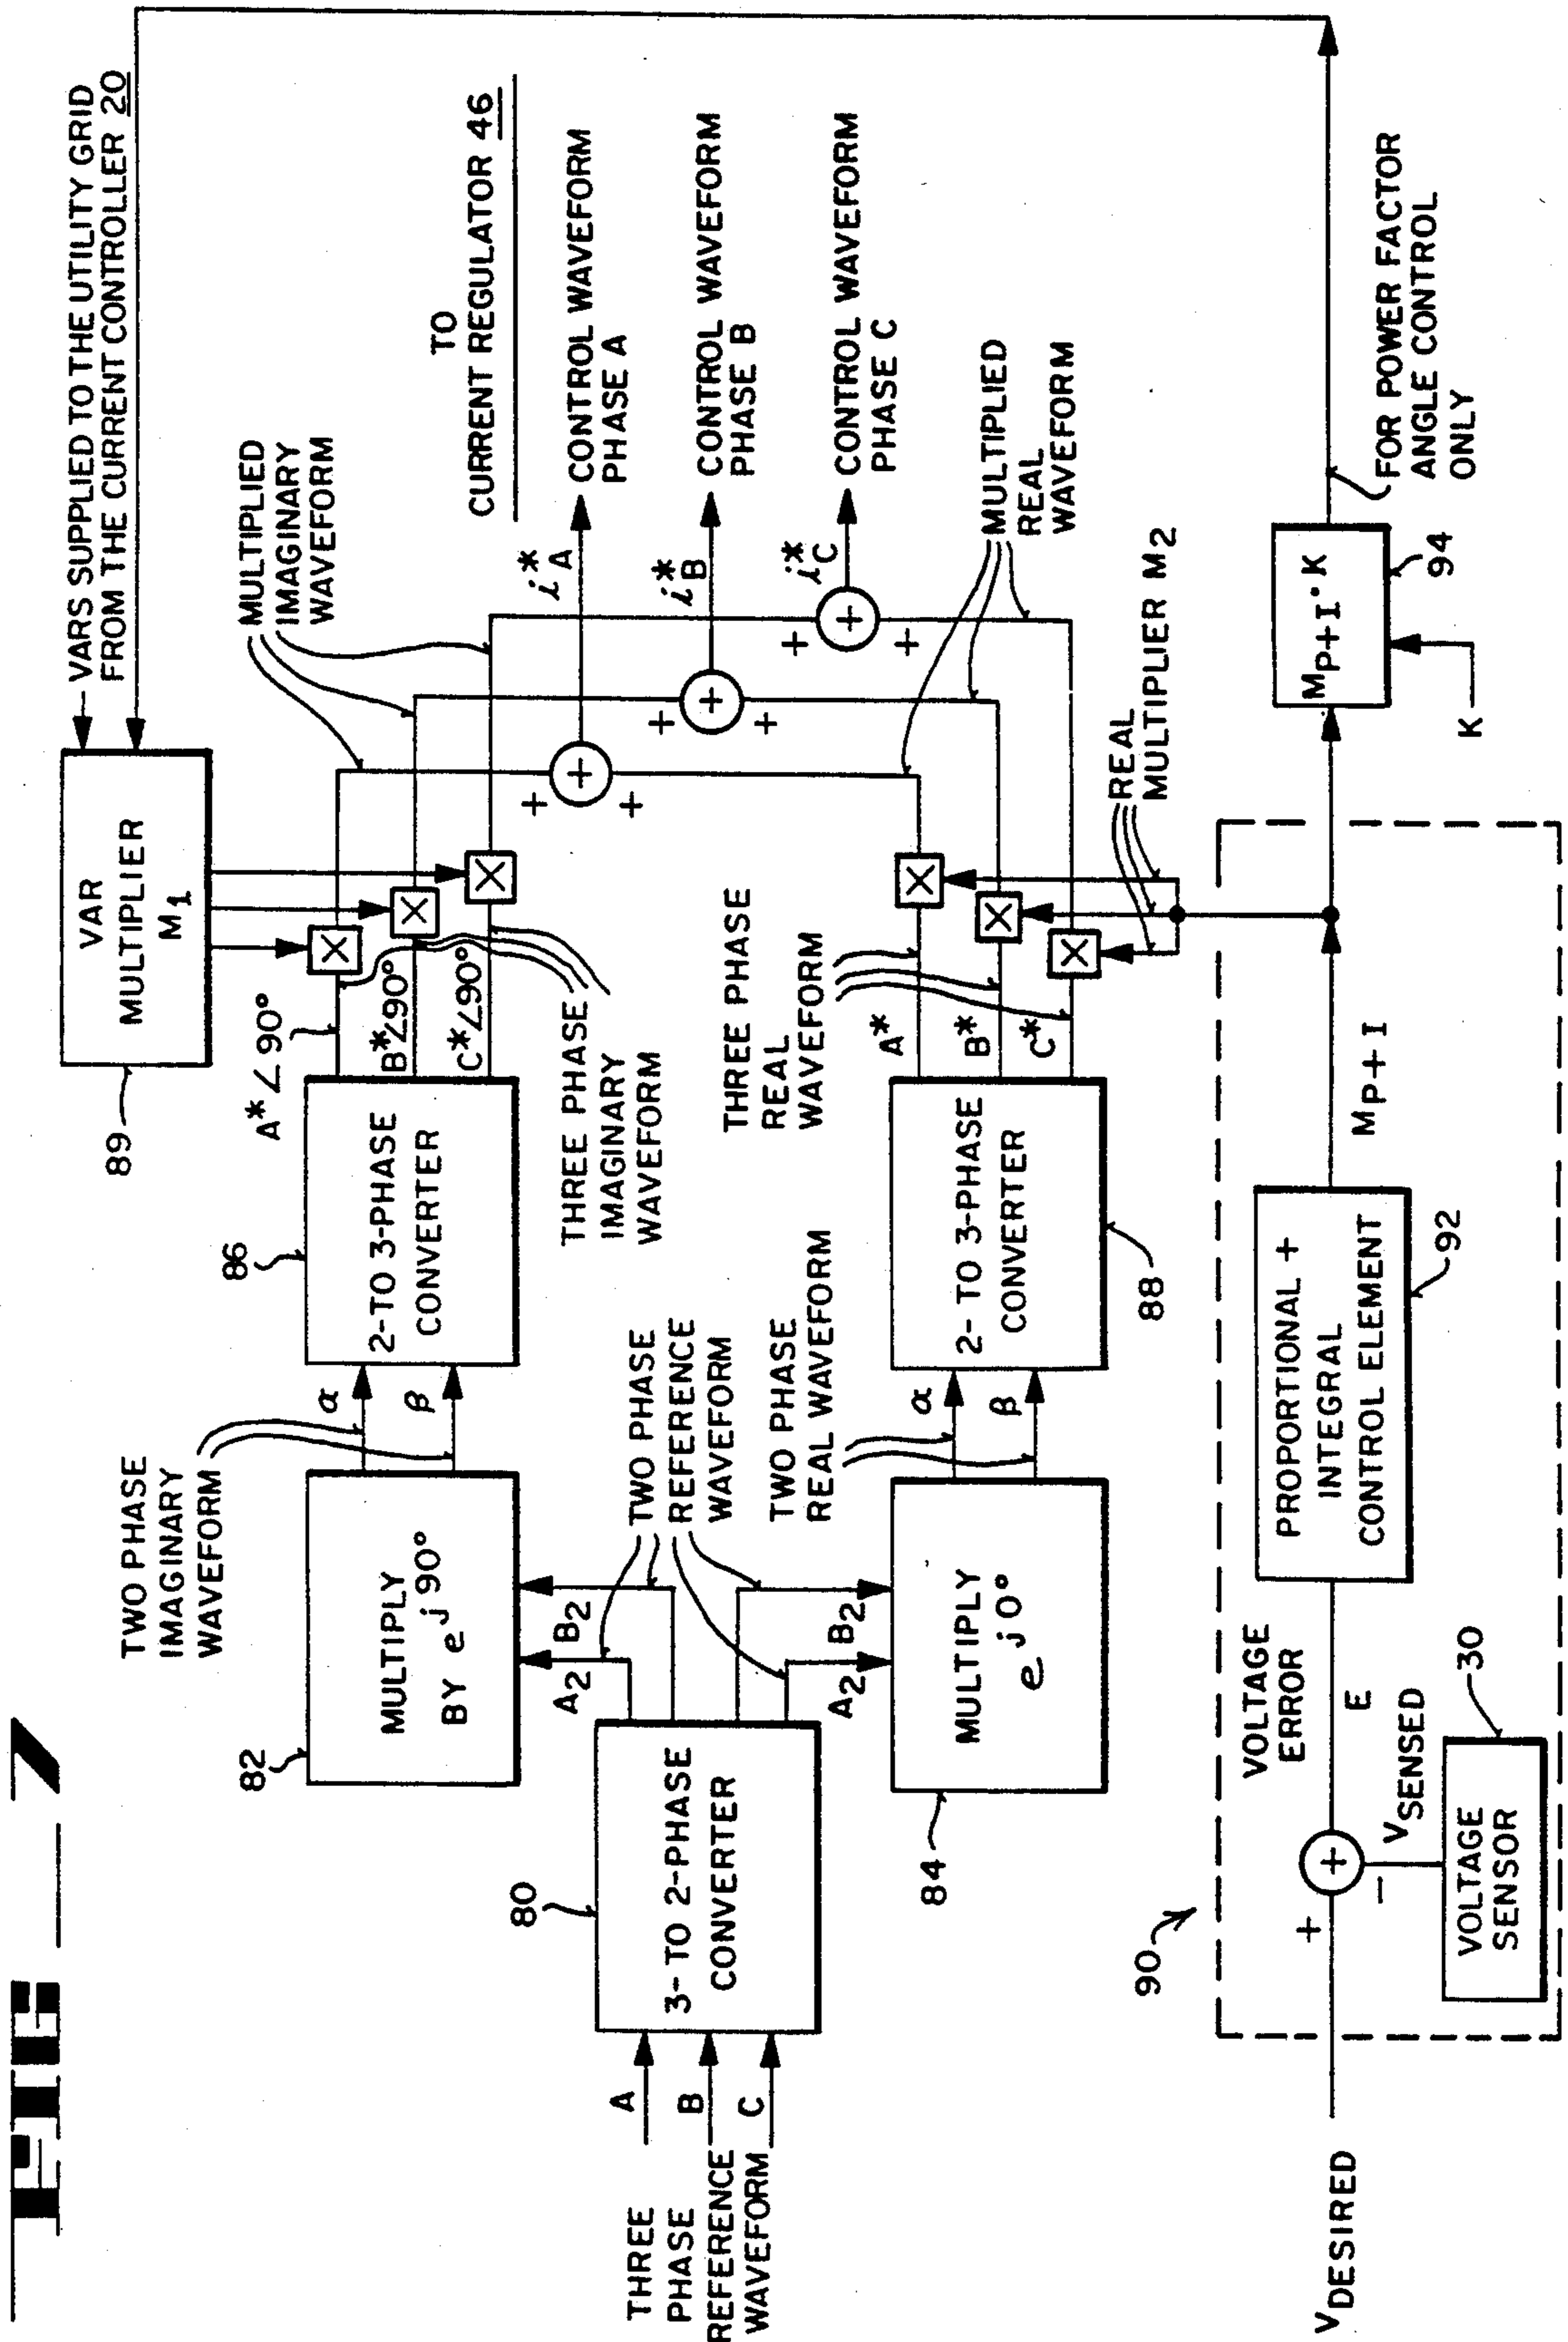 FIG 7
VARS SUPPLIED TO THE UTILITY GRID
FROM THE CURRENT CONTROLLER 20
VAR
MULTIPLIER
M1
89
MULTIPLIED
IMAGINARY
WAVEFORM
TO
CURRENT REGULATOR 46
i*A
CONTROL WAVEFORM
PHASE A
i*B
CONTROL WAVEFORM
PHASE B
i*C
CONTROL WAVEFORM
PHASE C
+
+
+
+
+
+
+
+
+
MULTIPLIED
REAL
WAVEFORM
TWO PHASE
IMAGINARY
WAVEFORM
82
MULTIPLY
BY e^j90°
α
β
86
2-TO 3-PHASE
CONVERTER
A*∠90°
B*∠90°
C*∠90°
X
X
X
THREE PHASE
IMAGINARY
WAVEFORM
THREE
PHASE
REFERENCE
WAVEFORM
A
B
C
80
3-TO 2-PHASE
CONVERTER
A2
B2
A2
B2
TWO PHASE
REFERENCE
WAVEFORM
84
MULTIPLY
e^j0°
TWO PHASE
REAL WAVEFORM
α
β
2- TO 3-PHASE
CONVERTER
88
THREE PHASE
REAL
WAVEFORM
A*
B*
C*
X
X
X
REAL
MULTIPLIER M2
90
VDESIRED
+
+
-
VSENSED
VOLTAGE
SENSOR
30
VOLTAGE
ERROR
E
PROPORTIONAL +
INTEGRAL
CONTROL ELEMENT
92
MP+I
MP+I·K
94
K
FOR POWER FACTOR
ANGLE CONTROL
ONLY